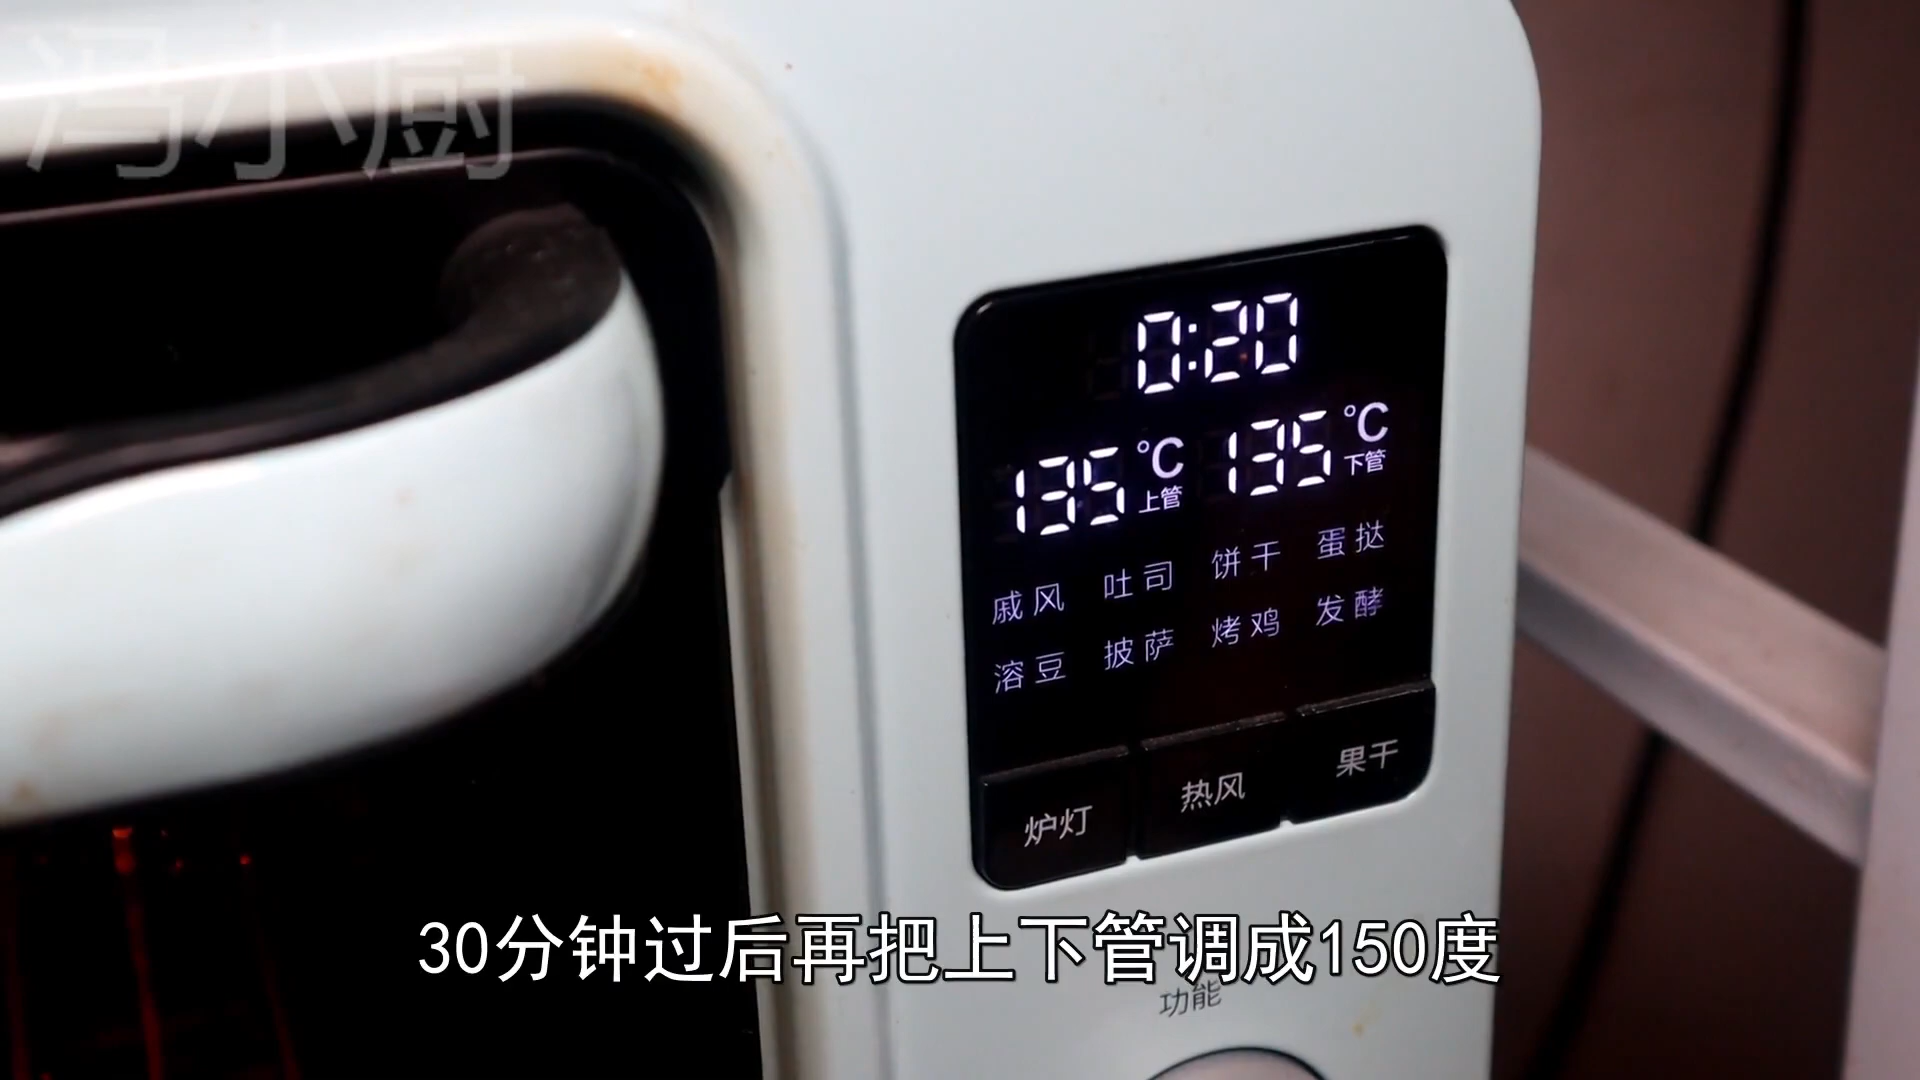 冯小厨
0:20
135 °C 上管 135 °C 下管
戚风 吐司 饼干 蛋挞
溶豆 披萨 烤鸡 发酵
炉灯 热风 果干
30分钟过后再把上下管调成150度
功能